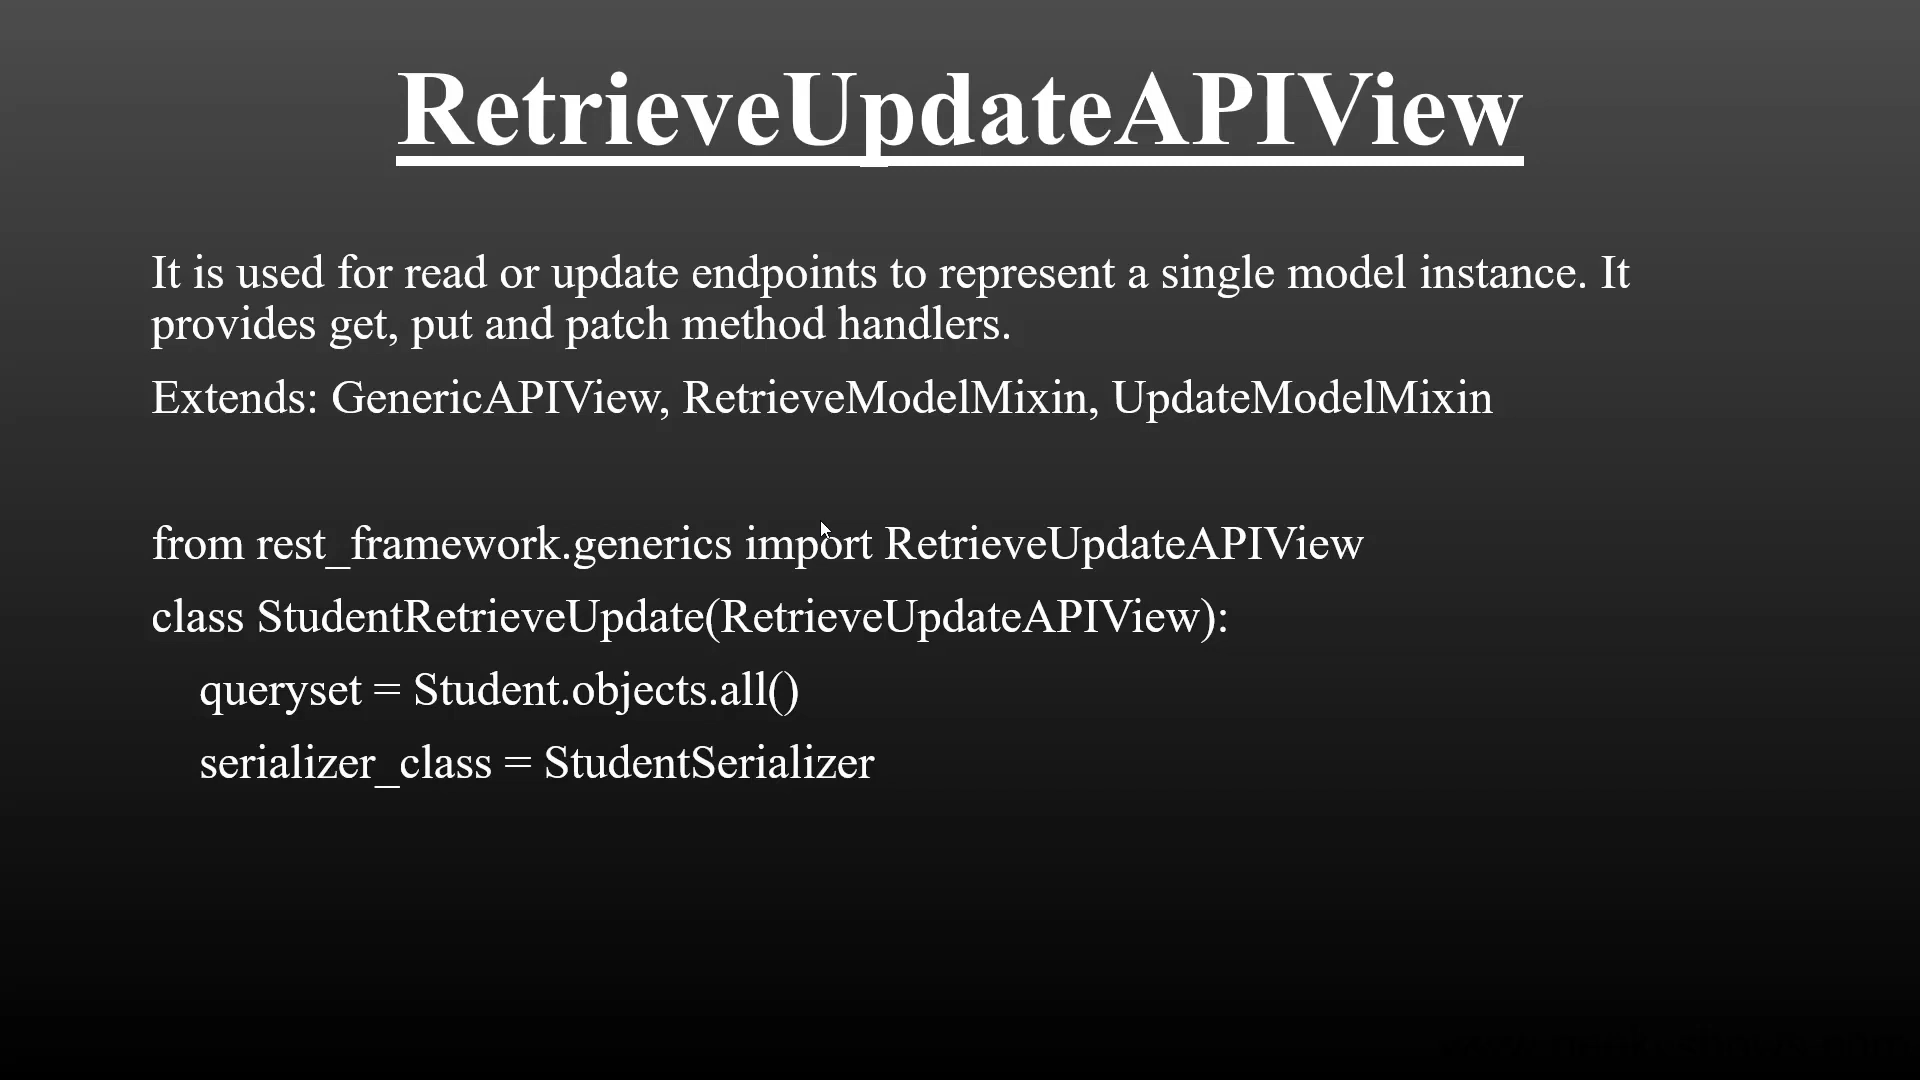 RetrieveUpdateAPIView
It is used for read or update endpoints to represent a single model instance. It
provides get, put and patch method handlers.
Extends: GenericAPIView, RetrieveModelMixin, UpdateModelMixin
from rest_framework.generics import RetrieveUpdateAPIView
class StudentRetrieveUpdate(RetrieveUpdateAPIView):
queryset = Student.objects.all()
serializer_class = StudentSerializer